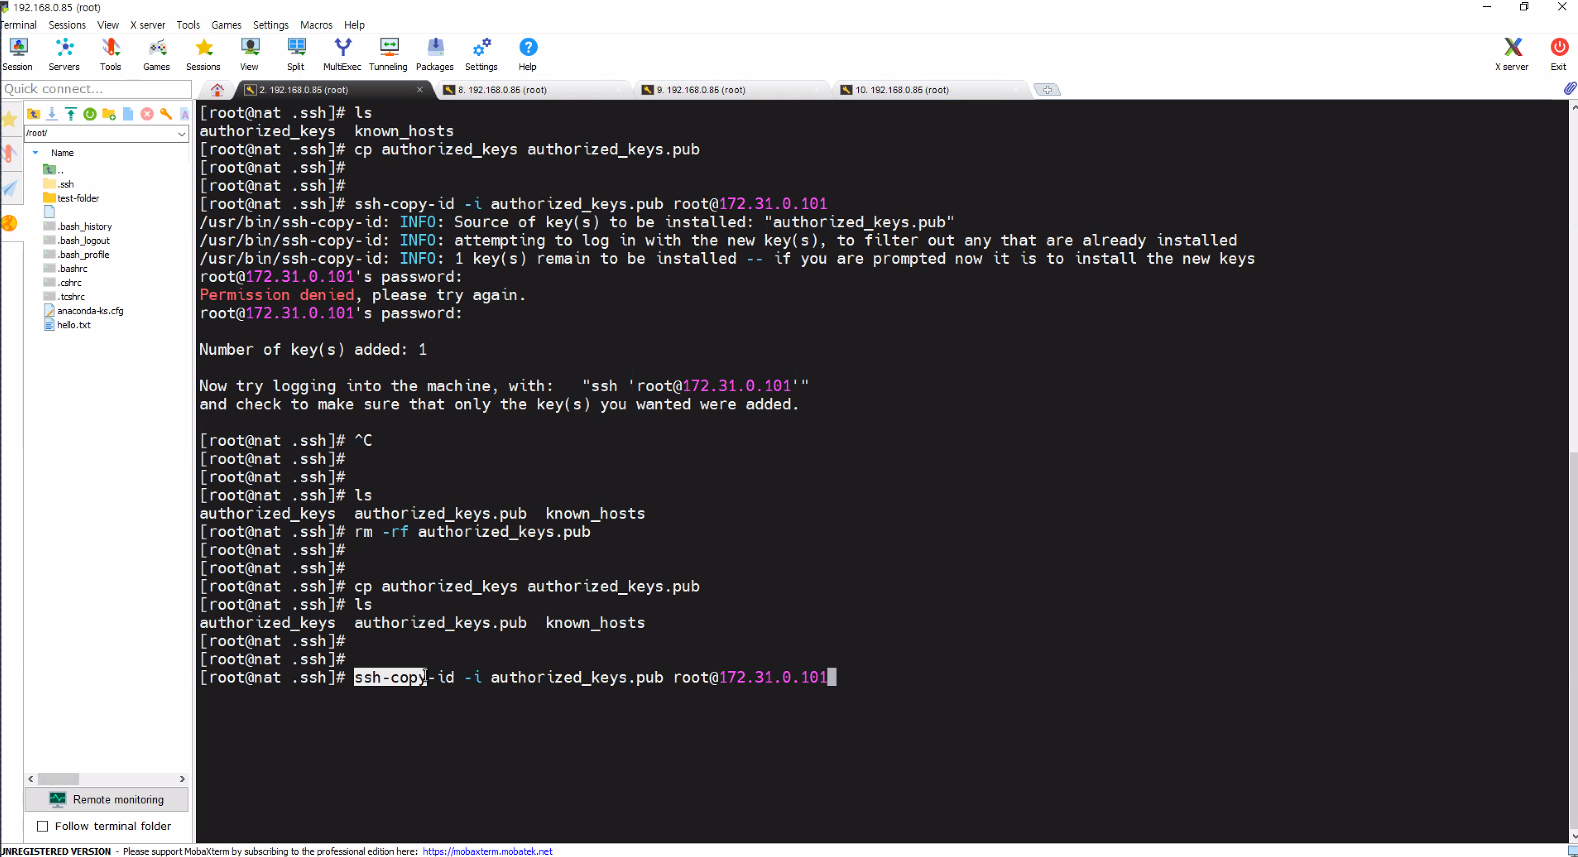 192.168.0.85 (root)
Terminal Sessions View X server Tools Games Settings Macros Help
Session Servers Tools Games Sessions View Split MultiExec Tunneling Packages Settings Help X server Exit
Quick connect...
2. 192.168.0.85 (root)
8. 192.168.0.85 (root)
9. 192.168.0.85 (root)
10. 192.168.0.85 (root)
/root/
Name
..
.ssh
test-folder
.bash_history
.bash_logout
.bash_profile
.bashrc
.cshrc
.tcshrc
anaconda-ks.cfg
hello.txt
Remote monitoring
Follow terminal folder
[root@nat .ssh]# ls
authorized_keys  known_hosts
[root@nat .ssh]# cp authorized_keys authorized_keys.pub
[root@nat .ssh]#
[root@nat .ssh]#
[root@nat .ssh]# ssh-copy-id -i authorized_keys.pub root@172.31.0.101
/usr/bin/ssh-copy-id: INFO: Source of key(s) to be installed: "authorized_keys.pub"
/usr/bin/ssh-copy-id: INFO: attempting to log in with the new key(s), to filter out any that are already installed
/usr/bin/ssh-copy-id: INFO: 1 key(s) remain to be installed -- if you are prompted now it is to install the new keys
root@172.31.0.101's password:
Permission denied, please try again.
root@172.31.0.101's password:
Number of key(s) added: 1
Now try logging into the machine, with:   "ssh 'root@172.31.0.101'"
and check to make sure that only the key(s) you wanted were added.
[root@nat .ssh]# ^C
[root@nat .ssh]#
[root@nat .ssh]#
[root@nat .ssh]# ls
authorized_keys  authorized_keys.pub  known_hosts
[root@nat .ssh]# rm -rf authorized_keys.pub
[root@nat .ssh]#
[root@nat .ssh]#
[root@nat .ssh]# cp authorized_keys authorized_keys.pub
[root@nat .ssh]# ls
authorized_keys  authorized_keys.pub  known_hosts
[root@nat .ssh]#
[root@nat .ssh]#
[root@nat .ssh]# ssh-copy-id -i authorized_keys.pub root@172.31.0.101
UNREGISTERED VERSION - Please support MobaXterm by subscribing to the professional edition here: https://mobaxterm.mobatek.net